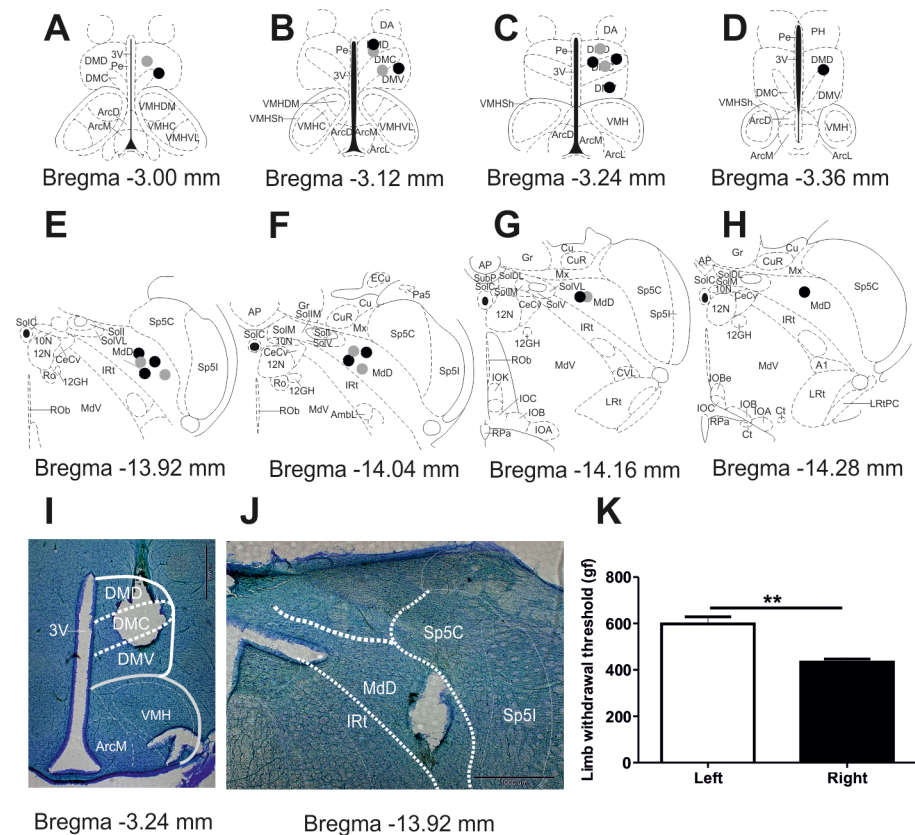 A
B
C
D
3V
Pe
DMD
DMC
ArcD
ArcM
VMHDM
VMHC
VMHVL
Bregma -3.00 mm
DA
Pe
DMD
DMC
3V
DMV
VMHDM
VMHSh
VMHC
ArcD
ArcM
VMHVL
ArcL
Bregma -3.12 mm
DA
Pe
3V
VMHSh
ArcD
VMH
ArcM
ArcL
Bregma -3.24 mm
Pe
PH
3V
DMD
DMC
DMV
VMHSh
ArcD
VMH
ArcM
ArcL
Bregma -3.36 mm
E
F
G
H
SolC
10N
12N
CeCv
Ro
12GH
ROb
MdV
SolI
SolVL
MdD
IRt
Sp5C
Sp5I
Bregma -13.92 mm
ECu
Pa5
AP
Gr
Cu
SolIM
CuR
SolC
SolM
SolI
Mx
10N
SolV
Sp5C
CeCv
12N
MdD
Sp5I
Ro
12GH
IRt
ROb
MdV
AmbL
Bregma -14.04 mm
Cu
Gr
CuR
AP
SubP
SolDL
Mx
SolC
SolIM
SolVL
Sp5C
CeCv
SolV
MdD
12N
Sp5I
IRt
12GH
ROb
MdV
IOK
CVL
IOC
LRt
IOB
RPa
IOA
Bregma -14.16 mm
Cu
Gr
CuR
AP
Mx
SolDL
SolC
SolM
10N
Sp5C
CeCv
MdD
12N
IRt
12GH
MdV
A1
IOBe
LRt
IOC
IOB
IOA
Ct
LRtPC
RPa
Ct
Bregma -14.28 mm
I
J
K
DMD
DMC
3V
DMV
VMH
ArcM
Bregma -3.24 mm
Sp5C
MdD
IRt
Sp5I
Bregma -13.92 mm
Limb withdrawal threshold (gf)
800
600
400
200
0
**
Left
Right